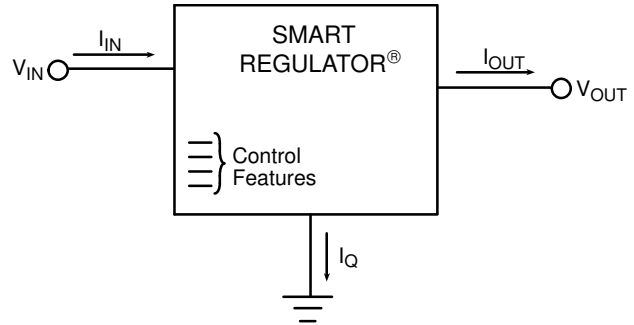 I_IN
V_IN
SMART
REGULATOR®
I_OUT
V_OUT
Control
Features
I_Q